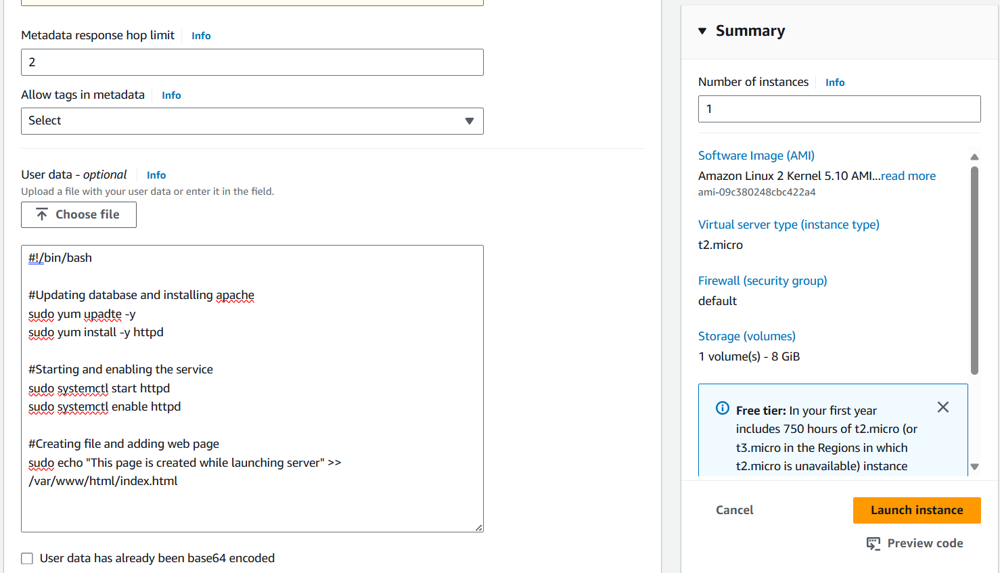 Metadata response hop limit Info
2
Allow tags in metadata Info
Select
User data - optional Info
Upload a file with your user data or enter it in the field.
Choose file
#!/bin/bash
#Updating database and installing apache
sudo yum upadte -y
sudo yum install -y httpd
#Starting and enabling the service
sudo systemctl start httpd
sudo systemctl enable httpd
#Creating file and adding web page
sudo echo "This page is created while launching server" >>
/var/www/html/index.html
User data has already been base64 encoded
Summary
Number of instances Info
1
Software Image (AMI)
Amazon Linux 2 Kernel 5.10 AMI...read more
ami-09c380248cbc422a4
Virtual server type (instance type)
t2.micro
Firewall (security group)
default
Storage (volumes)
1 volume(s) - 8 GiB
Free tier: In your first year
includes 750 hours of t2.micro (or
t3.micro in the Regions in which
t2.micro is unavailable) instance
Cancel
Launch instance
Preview code